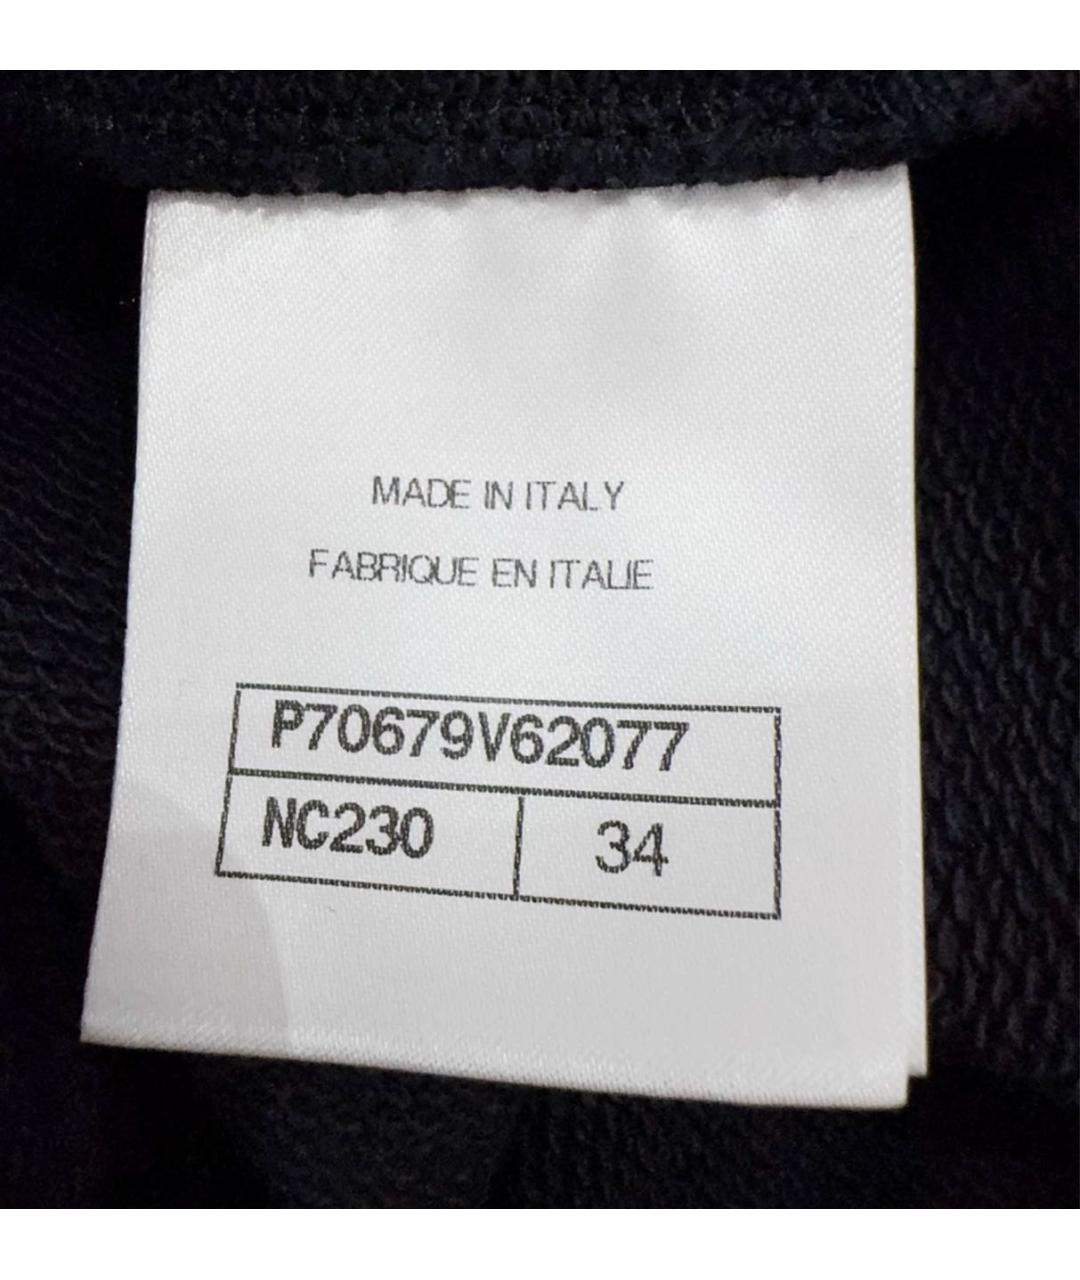 MADE IN ITALY
FABRIQUE EN ITALIE
P70679V62077
NC230 34